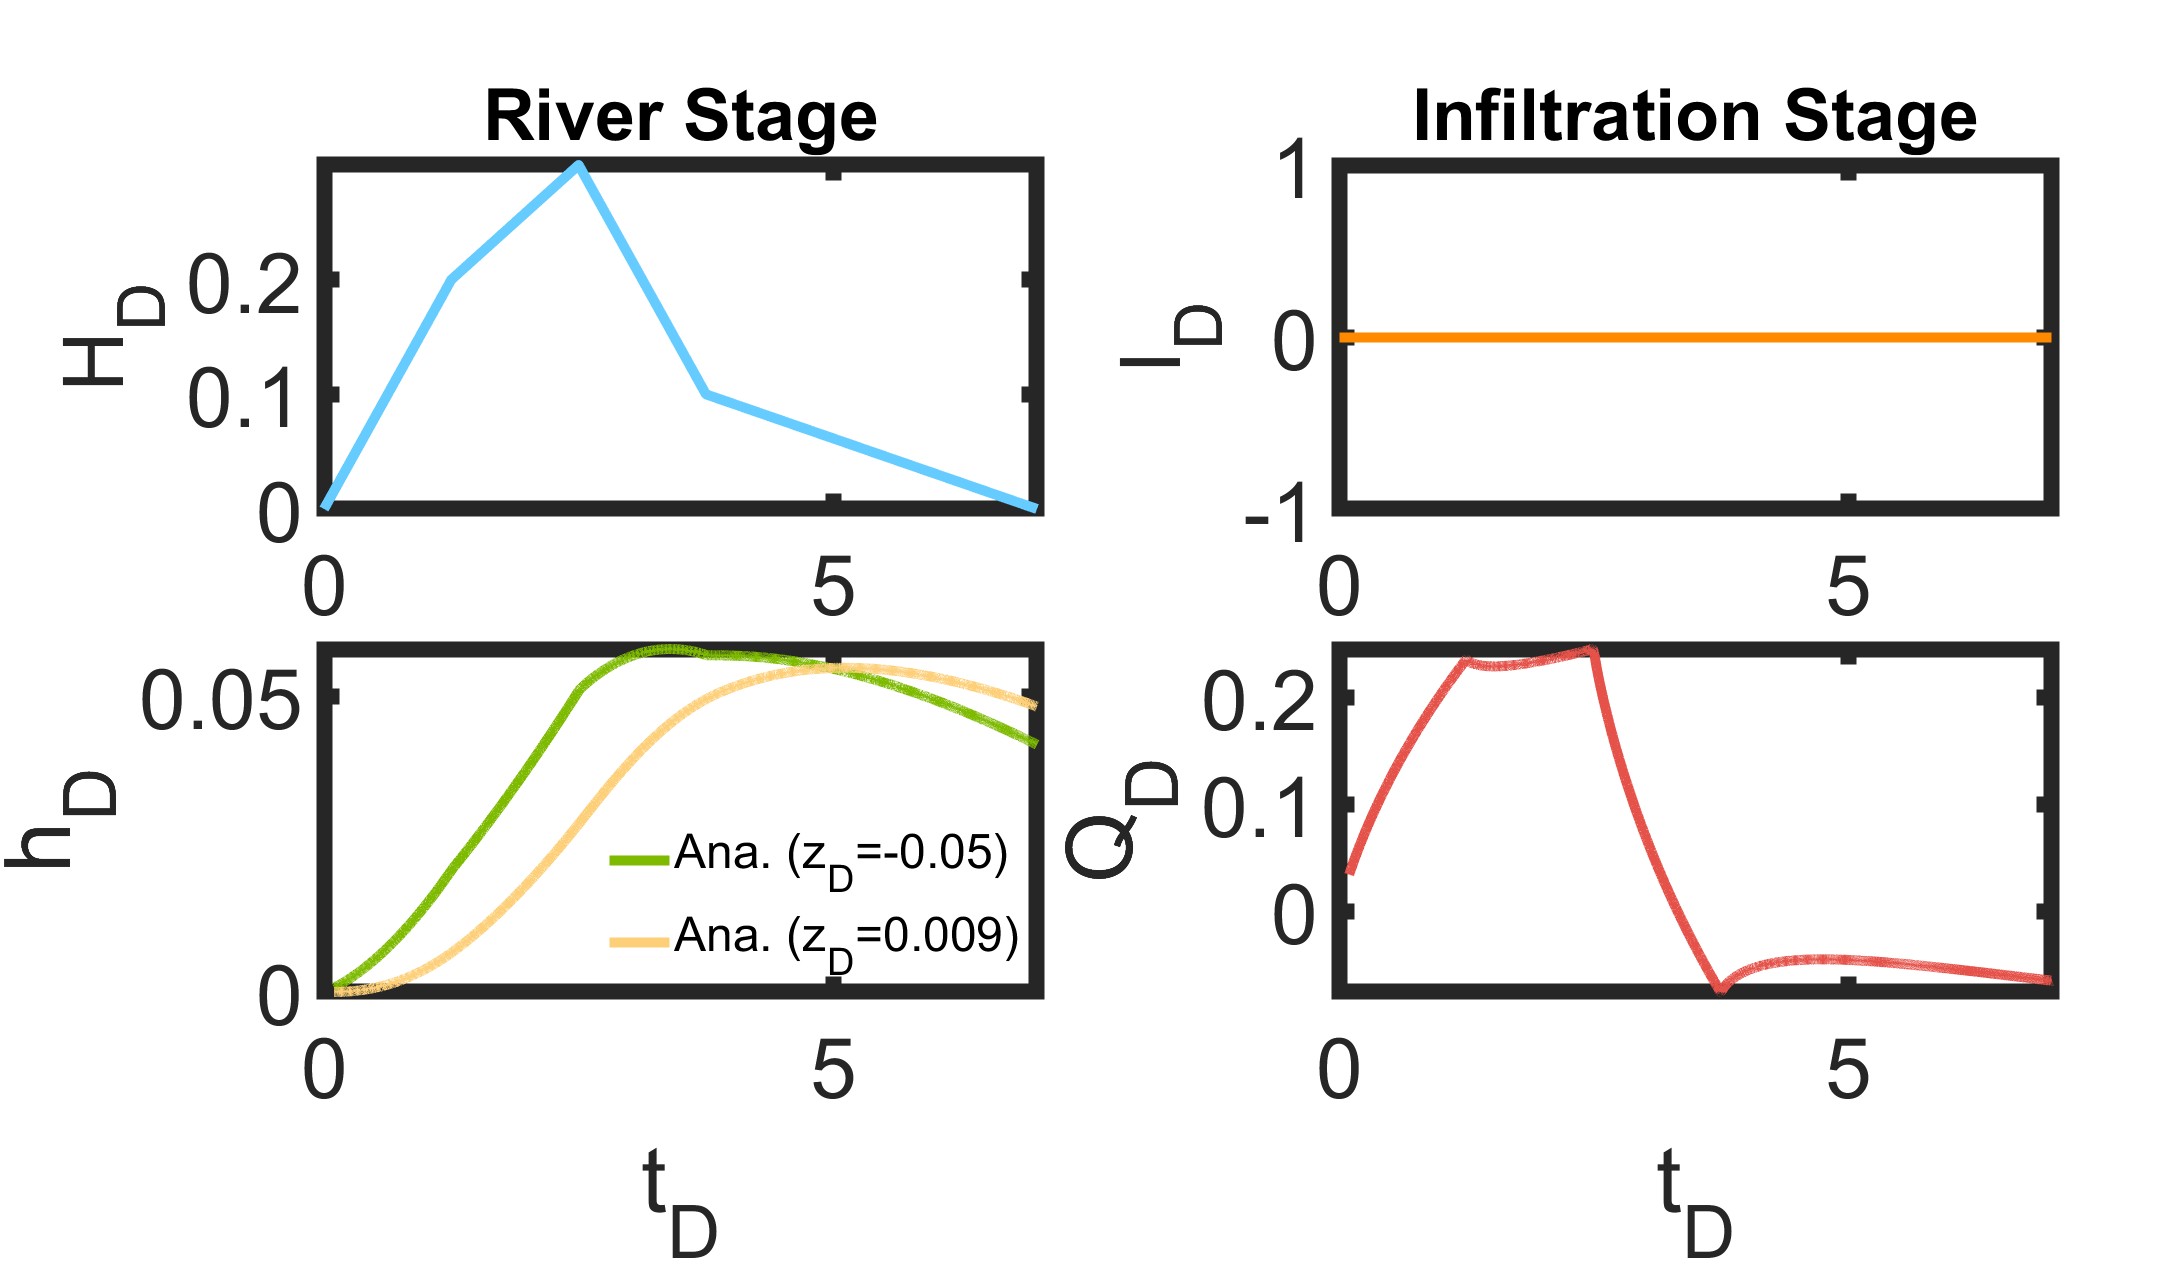 River Stage
H_D
0.2
0.1
0
0
5
Infiltration Stage
I_D
1
0
-1
0
5
h_D
0.05
0
Ana. (z_D=-0.05)
Ana. (z_D=0.009)
0
5
t_D
Q_D
0.2
0.1
0
0
5
t_D